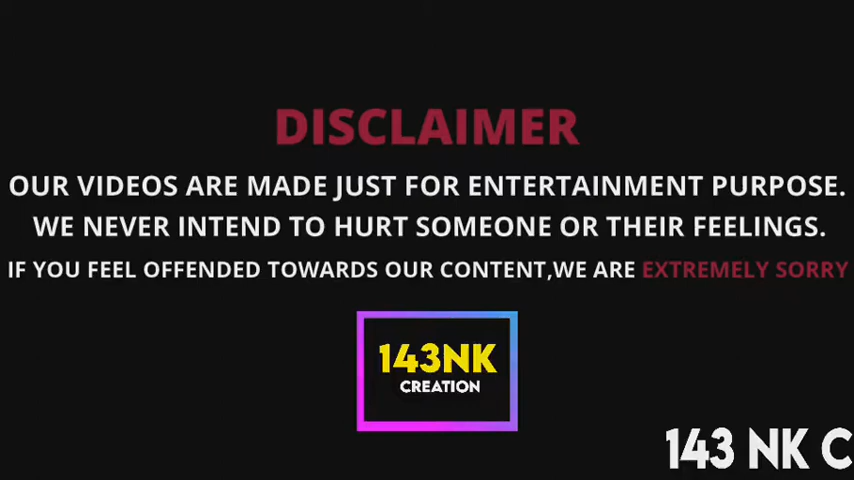 DISCLAIMER
OUR VIDEOS ARE MADE JUST FOR ENTERTAINMENT PURPOSE.
WE NEVER INTEND TO HURT SOMEONE OR THEIR FEELINGS.
IF YOU FEEL OFFENDED TOWARDS OUR CONTENT,WE ARE EXTREMELY SORRY
143NK
CREATION
143 NK C